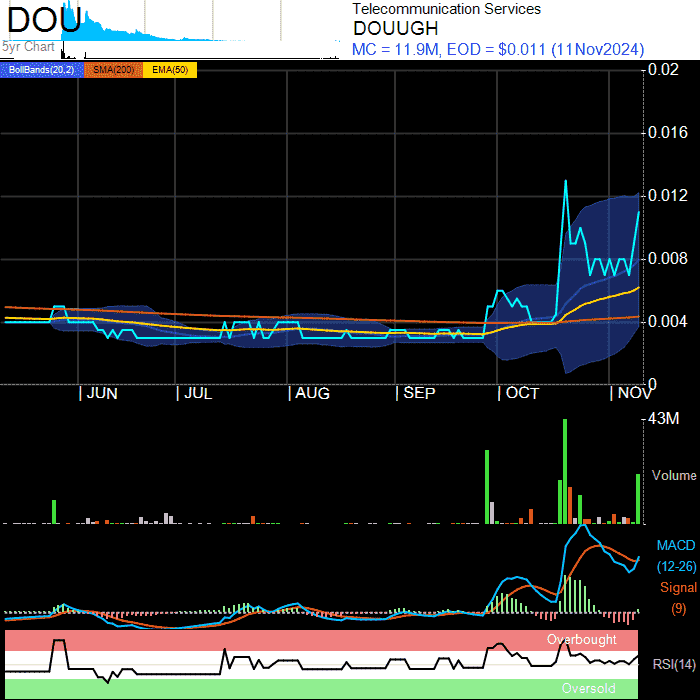 DOU
Telecommunication Services
DOUUGH
5yr Chart
MC = 11.9M, EOD = $0.011 (11Nov2024)
BollBands(20,2) SMA(200) EMA(50)
0.02
0.016
0.012
0.008
0.004
0
JUN JUL AUG SEP OCT NOV
43M
Volume
MACD
(12-26)
Signal
(9)
Overbought
RSI(14)
Oversold